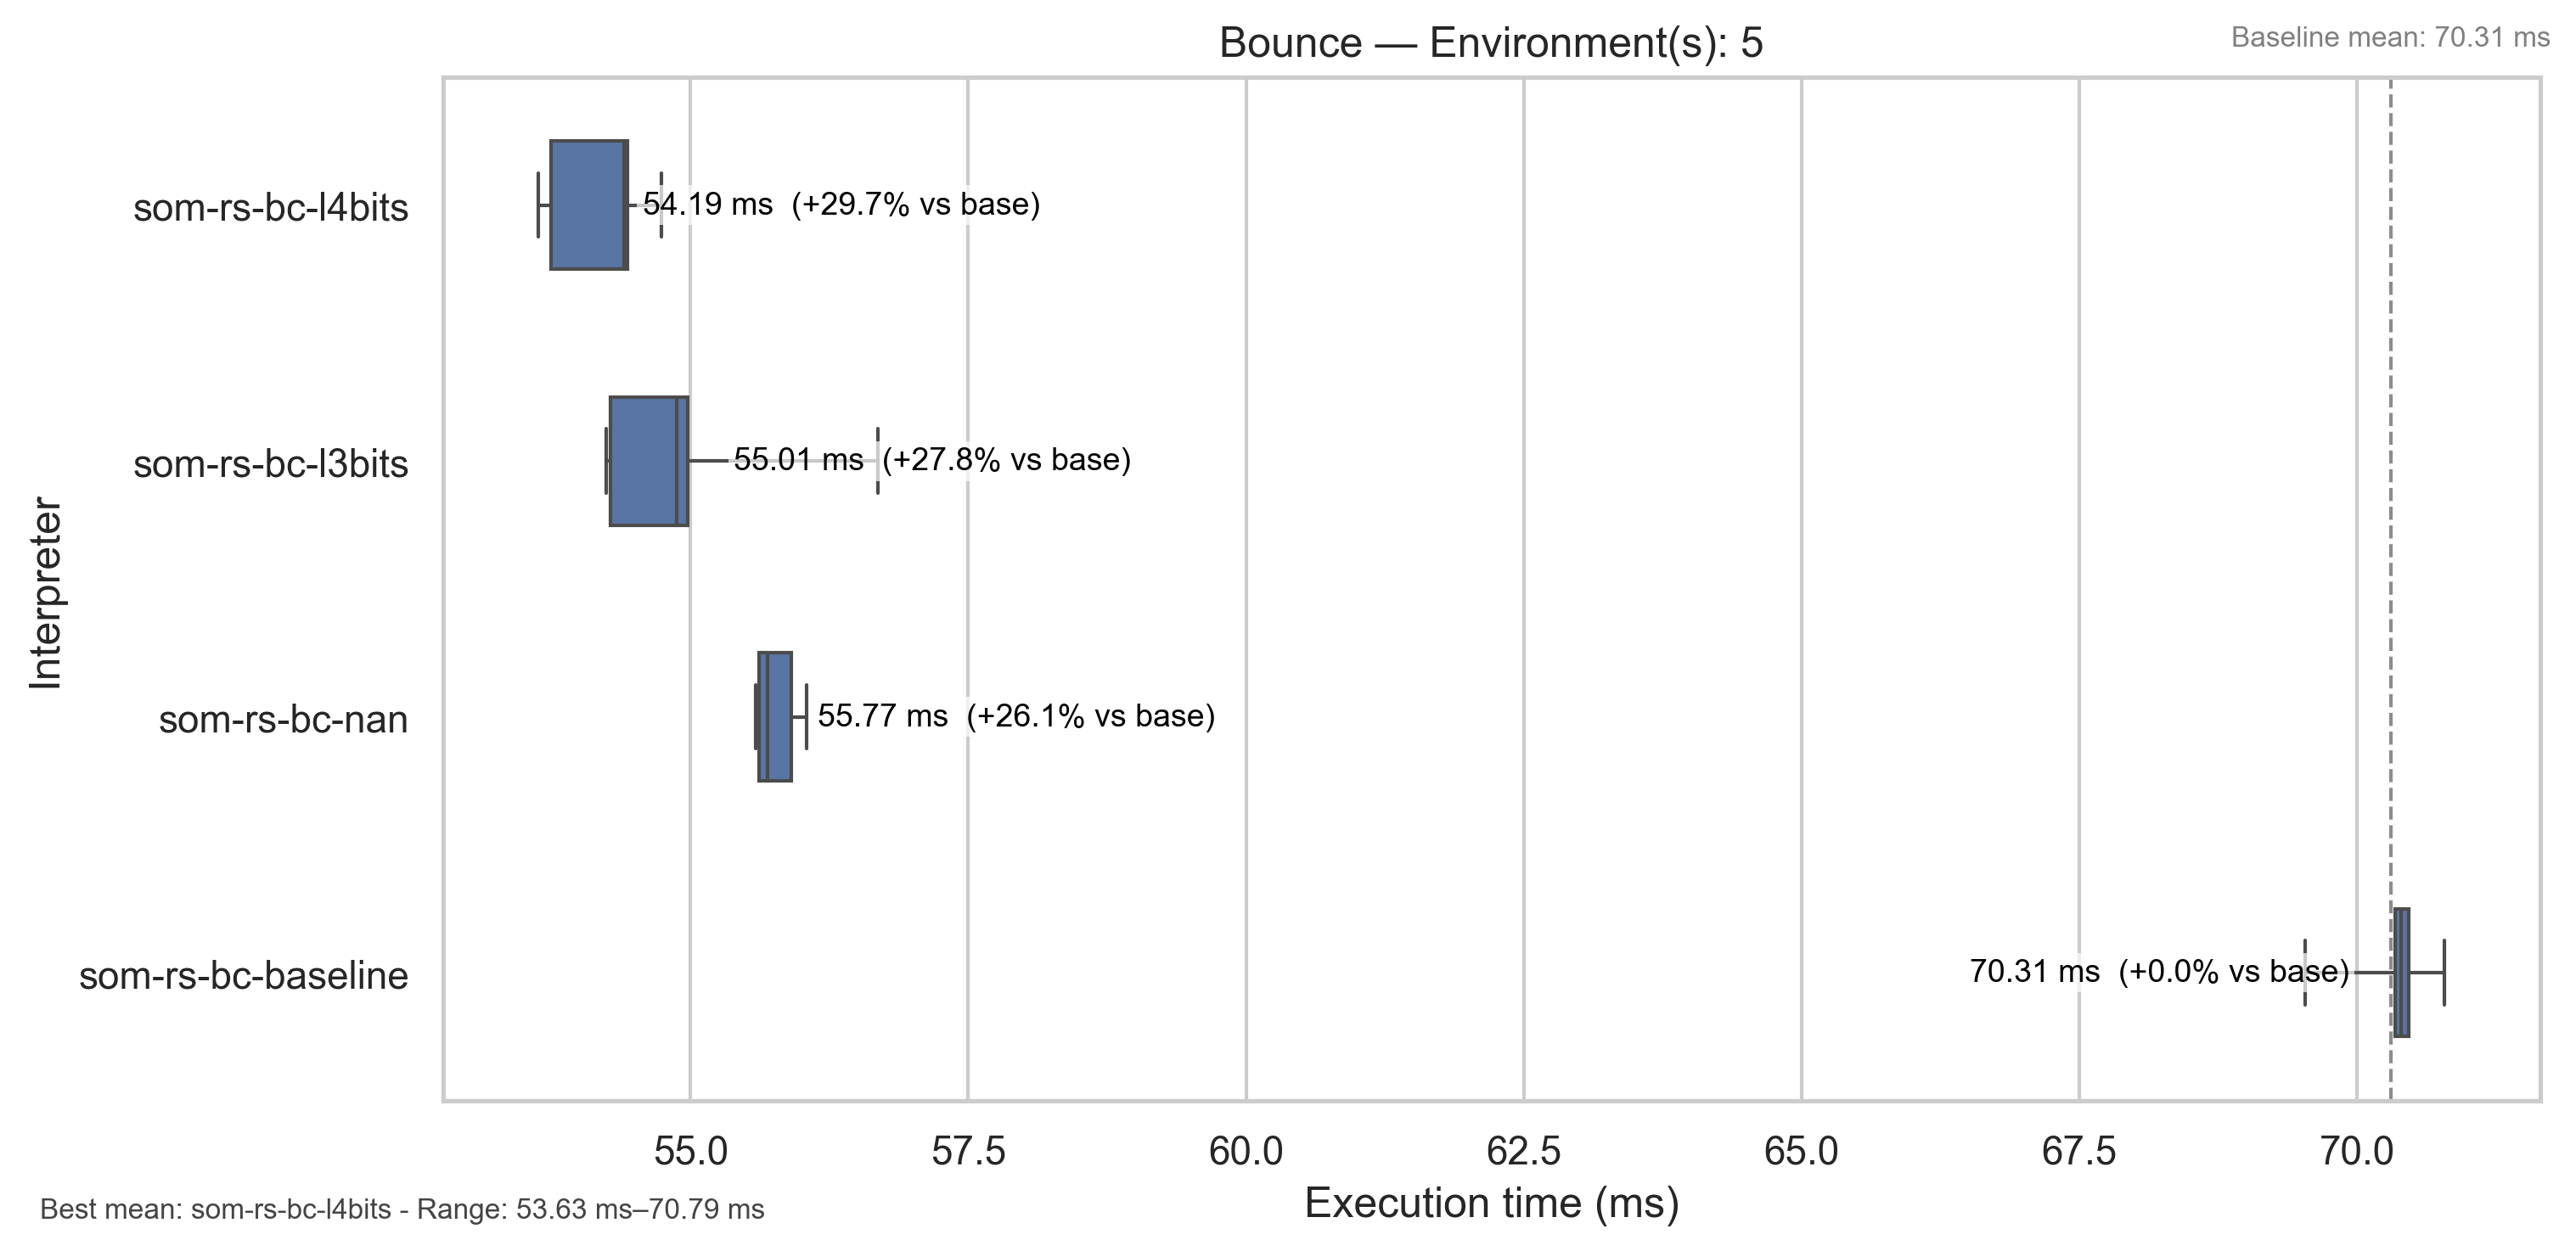 Bounce — Environment(s): 5
Baseline mean: 70.31 ms
Interpreter
som-rs-bc-l4bits
54.19 ms  (+29.7% vs base)
som-rs-bc-l3bits
55.01 ms  (+27.8% vs base)
som-rs-bc-nan
55.77 ms  (+26.1% vs base)
som-rs-bc-baseline
70.31 ms  (+0.0% vs base)
55.0 57.5 60.0 62.5 65.0 67.5 70.0
Execution time (ms)
Best mean: som-rs-bc-l4bits - Range: 53.63 ms–70.79 ms